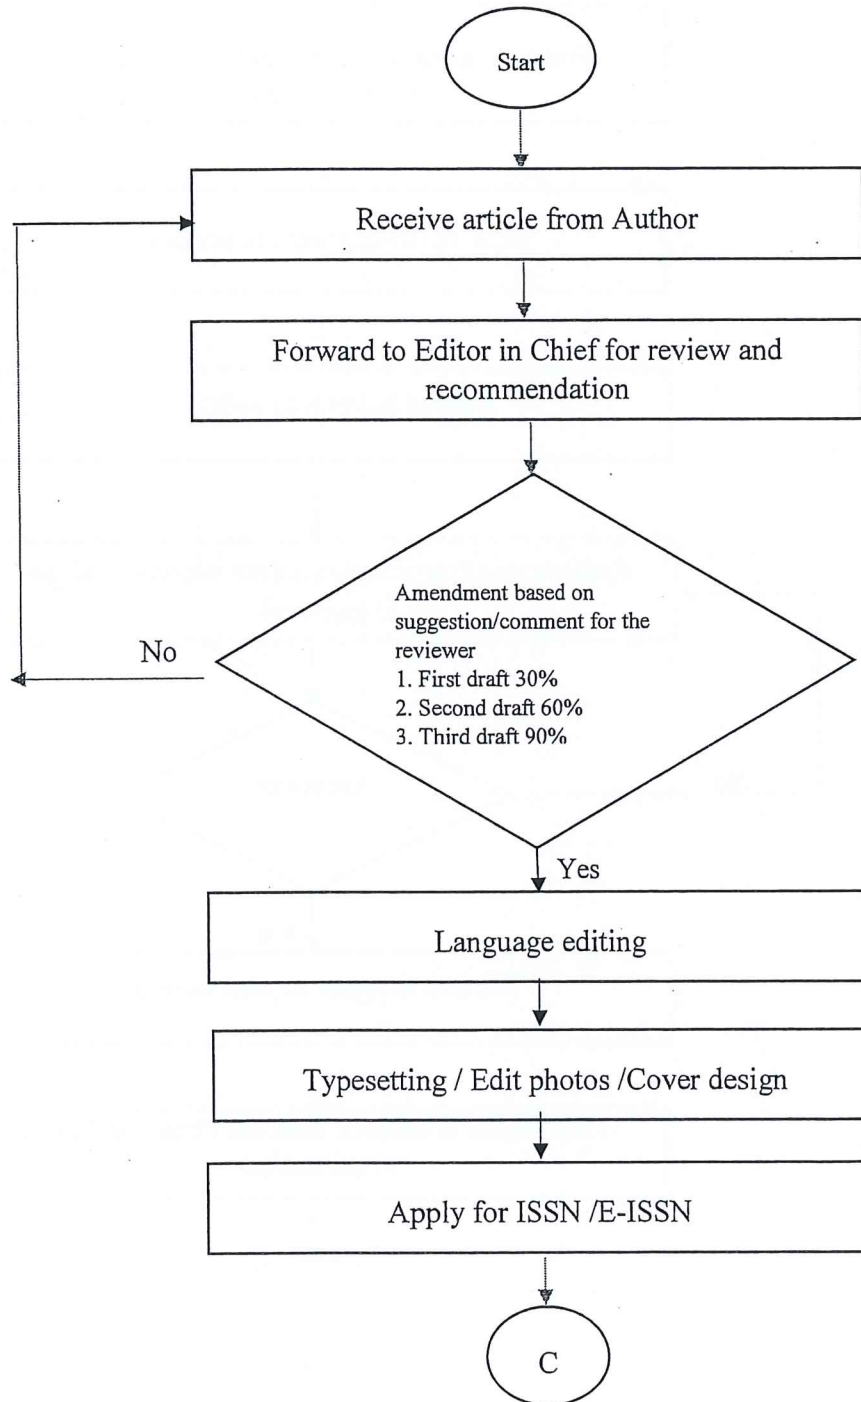 Start
Receive article from Author
Forward to Editor in Chief for review and
recommendation
Amendment based on
suggestion/comment for the
reviewer
1. First draft 30%
2. Second draft 60%
3. Third draft 90%
No
Yes
Language editing
Typesetting / Edit photos /Cover design
Apply for ISSN /E-ISSN
C